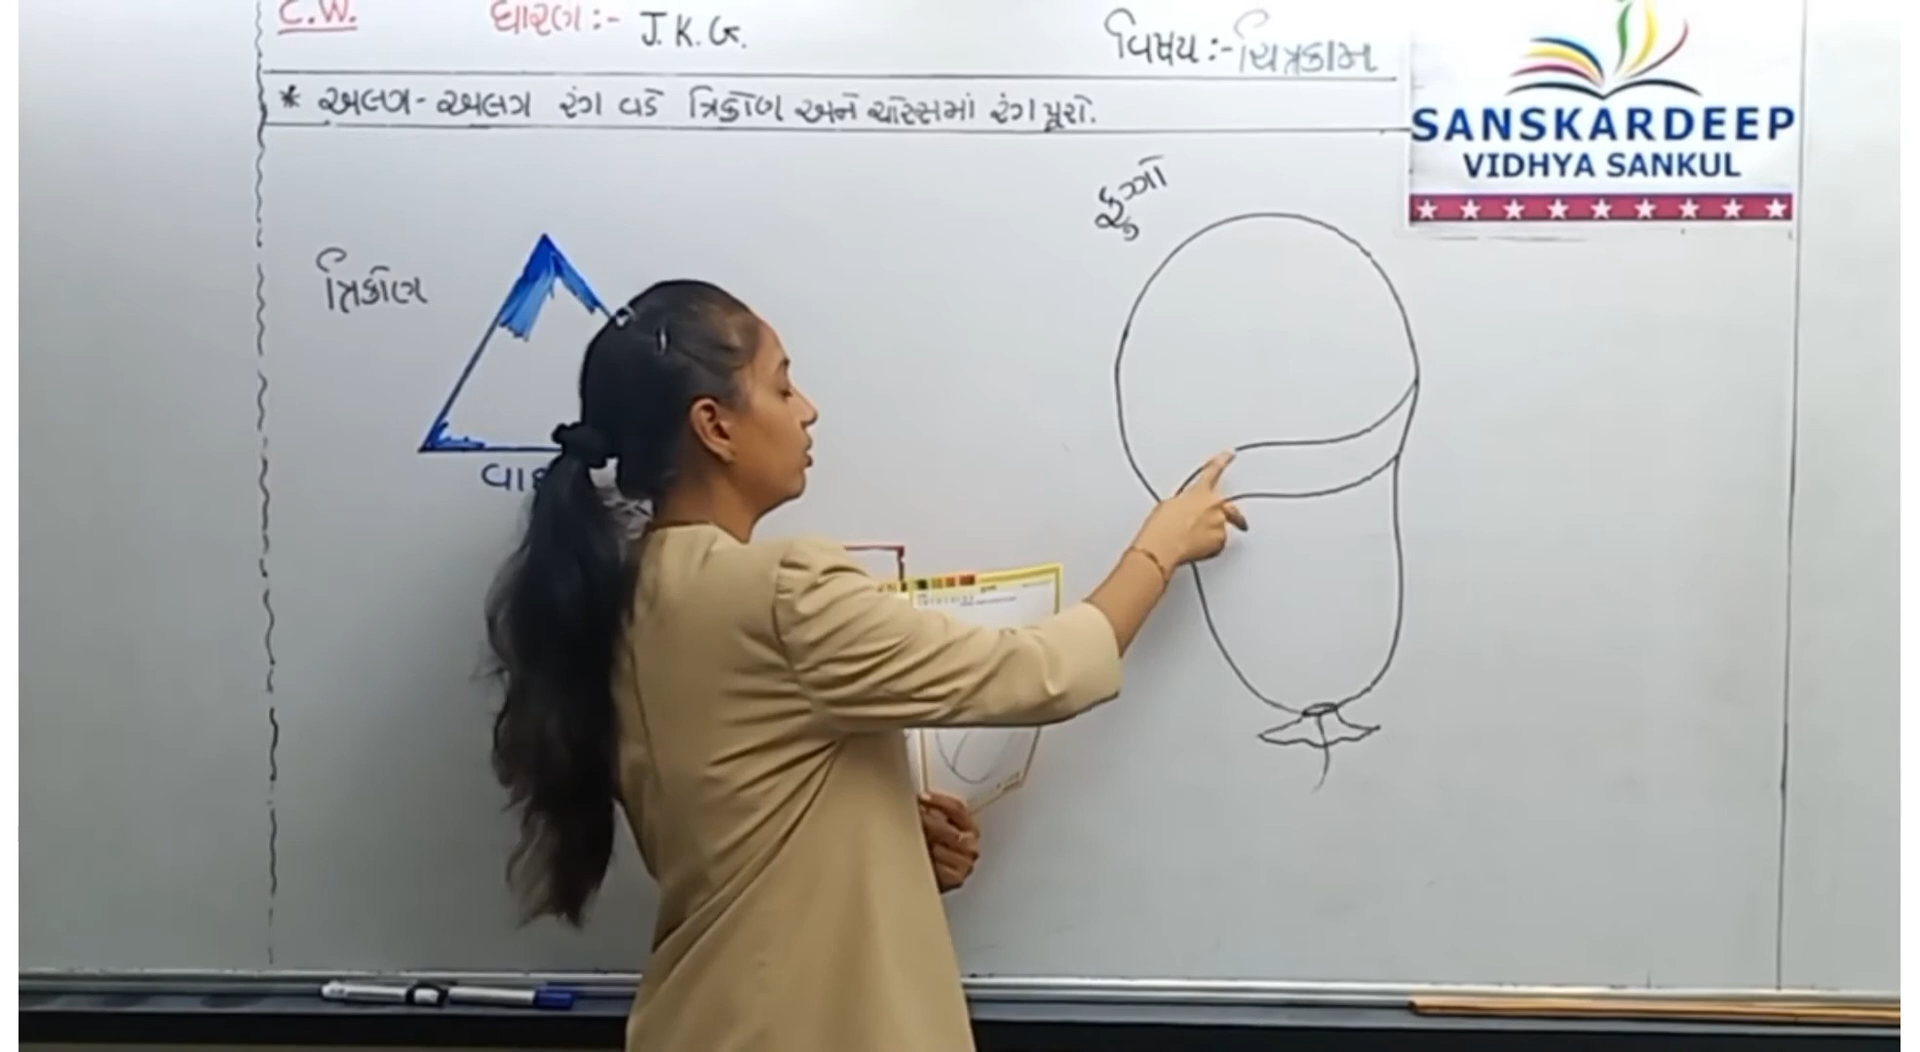 C.W. ધોરણ :- J.K.G. વિષય :- ચિત્રકામ
* અલગ-અલગ રંગ વડે ત્રિકોણ અને ચોરસમાં રંગ પૂરો.
SANSKARDEEP
VIDHYA SANKUL
ફુગ્ગો
ત્રિકોણ